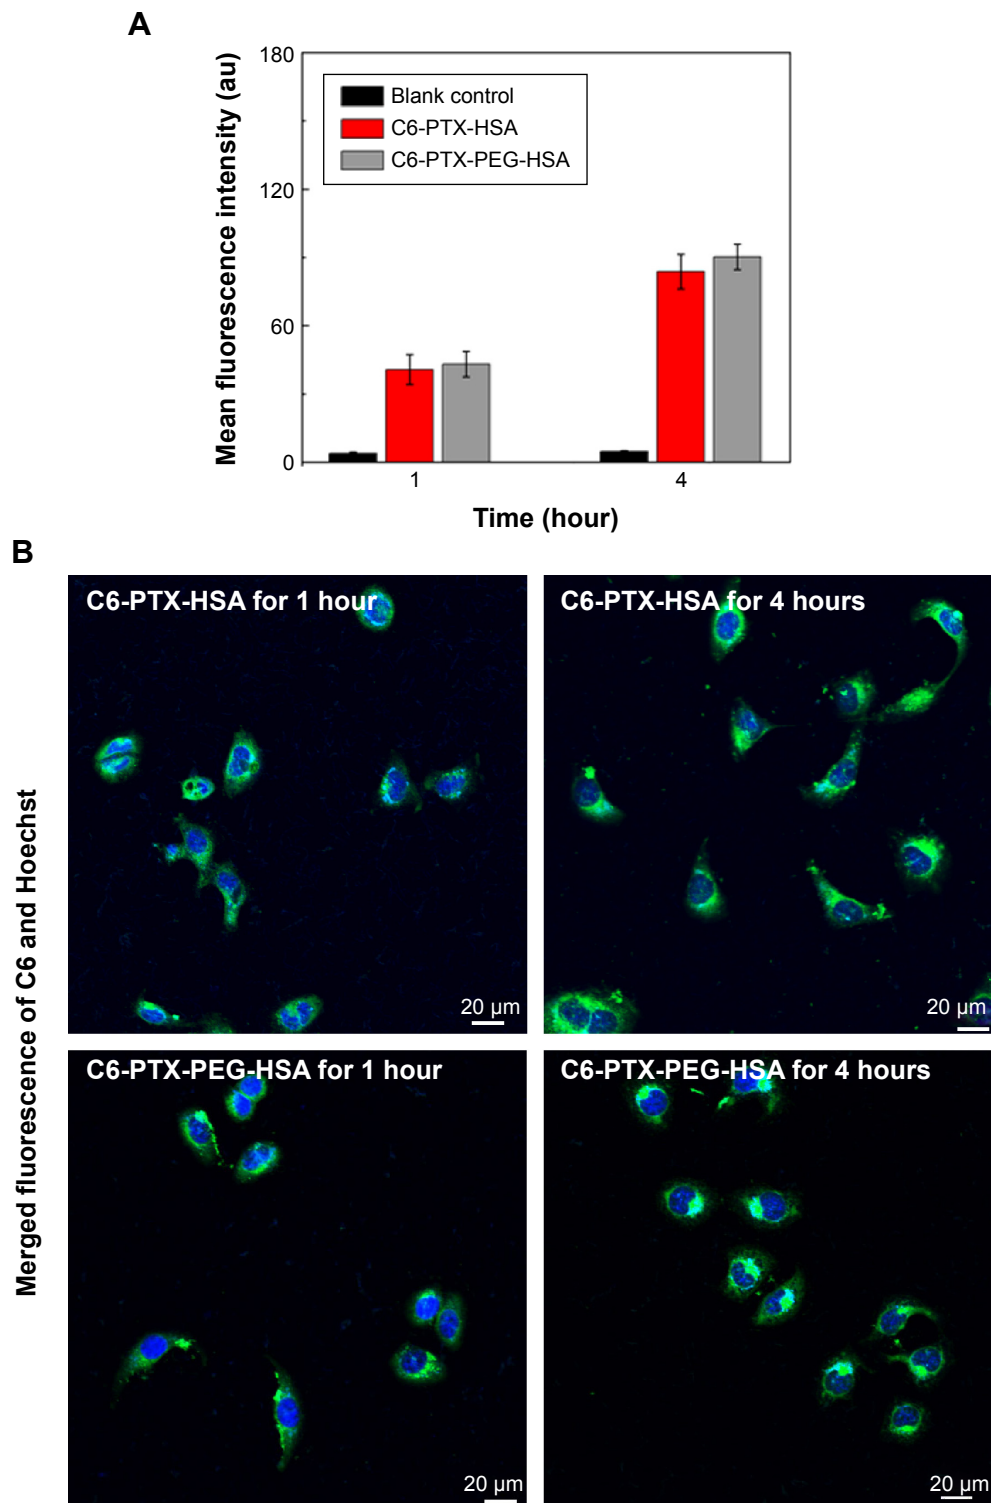 A
Mean fluorescence intensity (au)
180
120
60
0
Blank control
C6-PTX-HSA
C6-PTX-PEG-HSA
1
4
Time (hour)
B
Merged fluorescence of C6 and Hoechst
C6-PTX-HSA for 1 hour
20 µm
C6-PTX-HSA for 4 hours
20 µm
C6-PTX-PEG-HSA for 1 hour
20 µm
C6-PTX-PEG-HSA for 4 hours
20 µm